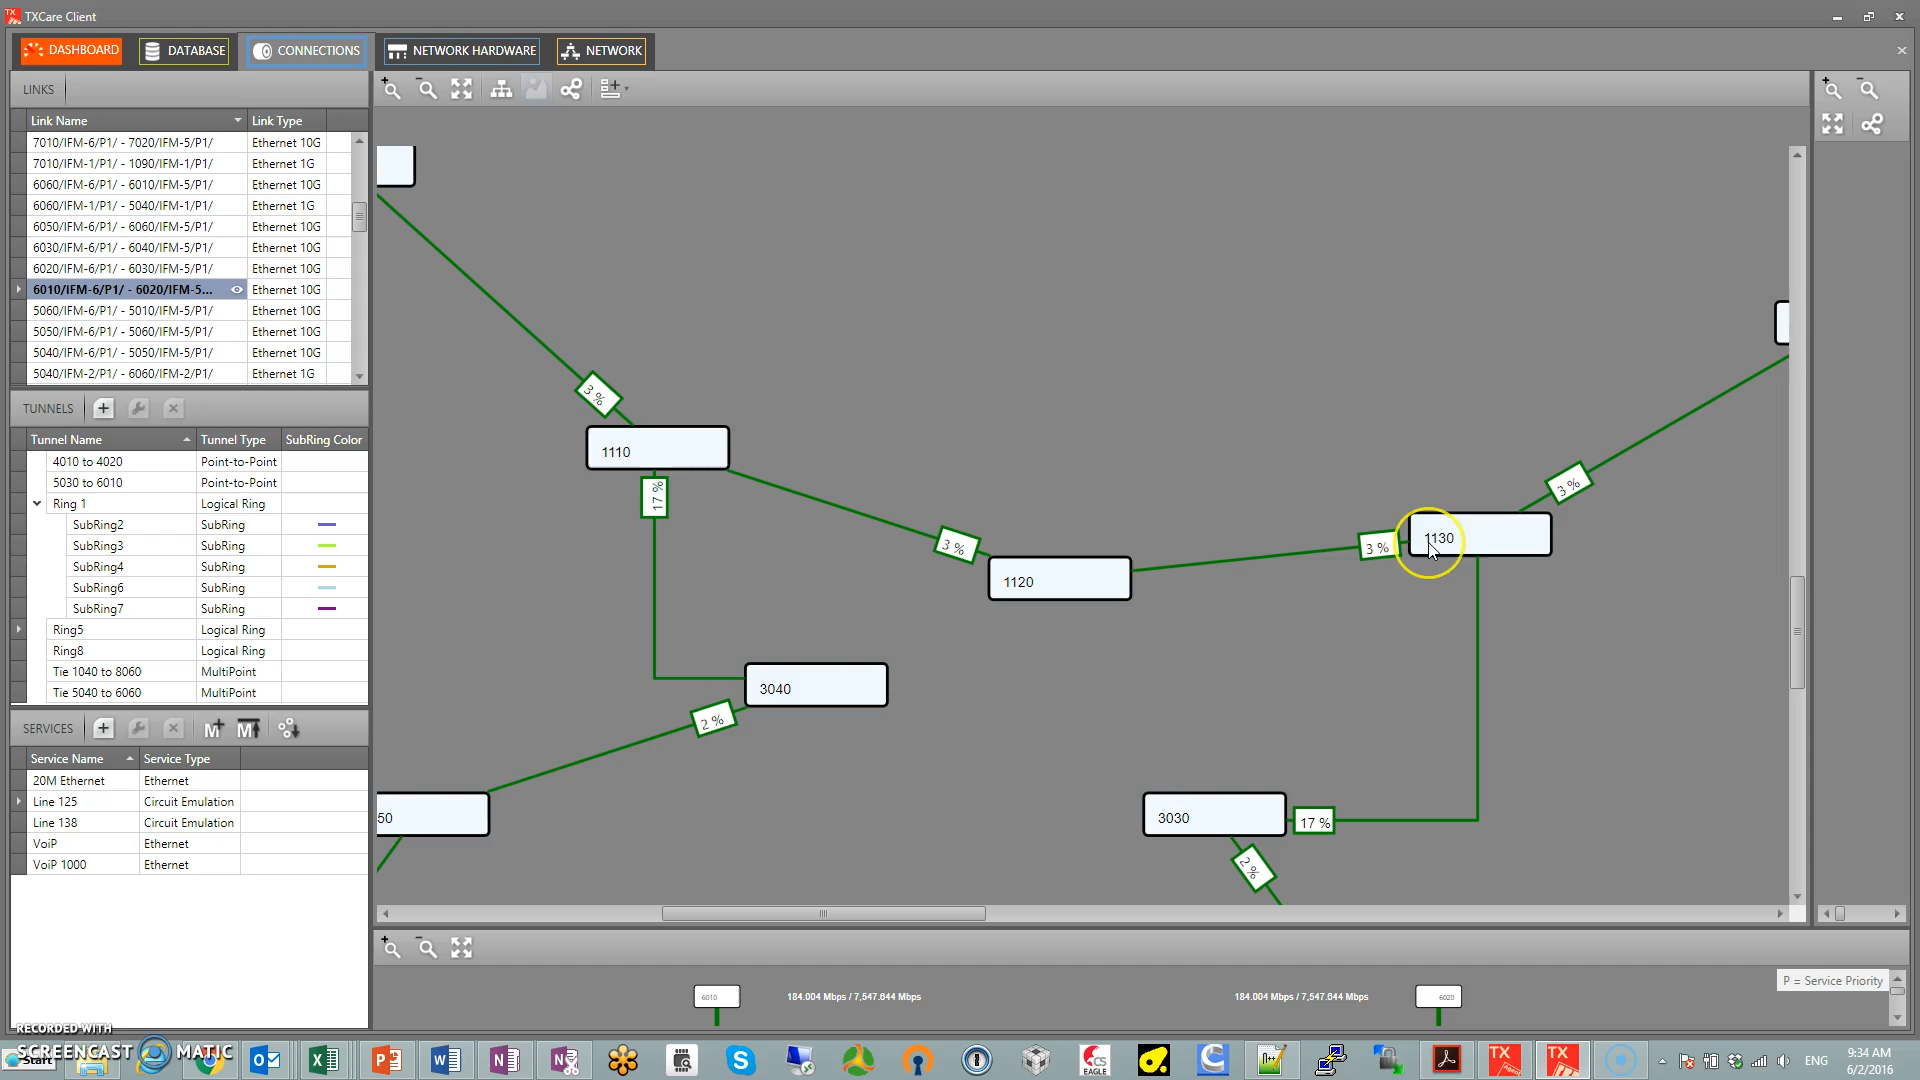 TX TXCare Client
DASHBOARD
DATABASE
CONNECTIONS
NETWORK HARDWARE
NETWORK
LINKS
Link Name Link Type
7010/IFM-6/P1/ - 7020/IFM-5/P1/ Ethernet 10G
7010/IFM-1/P1/ - 1090/IFM-1/P1/ Ethernet 1G
6060/IFM-6/P1/ - 6010/IFM-5/P1/ Ethernet 10G
6060/IFM-1/P1/ - 5040/IFM-1/P1/ Ethernet 1G
6050/IFM-6/P1/ - 6060/IFM-5/P1/ Ethernet 10G
6030/IFM-6/P1/ - 6040/IFM-5/P1/ Ethernet 10G
6020/IFM-6/P1/ - 6030/IFM-5/P1/ Ethernet 10G
6010/IFM-6/P1/ - 6020/IFM-5... Ethernet 10G
5060/IFM-6/P1/ - 5010/IFM-5/P1/ Ethernet 10G
5050/IFM-6/P1/ - 5060/IFM-5/P1/ Ethernet 10G
5040/IFM-6/P1/ - 5050/IFM-5/P1/ Ethernet 10G
5040/IFM-2/P1/ - 6060/IFM-2/P1/ Ethernet 1G
TUNNELS
Tunnel Name Tunnel Type SubRing Color
4010 to 4020 Point-to-Point
5030 to 6010 Point-to-Point
Ring 1 Logical Ring
SubRing2 SubRing
SubRing3 SubRing
SubRing4 SubRing
SubRing6 SubRing
SubRing7 SubRing
Ring5 Logical Ring
Ring8 Logical Ring
Tie 1040 to 8060 MultiPoint
Tie 5040 to 6060 MultiPoint
SERVICES M M
Service Name Service Type
20M Ethernet Ethernet
Line 125 Circuit Emulation
Line 138 Circuit Emulation
VoiP Ethernet
VoiP 1000 Ethernet
3 %
1110
17 %
3 %
1120
3 %
1130
3 %
3040
2 %
50
3030
17 %
2 %
6010
184.004 Mbps / 7,547.644 Mbps
184.004 Mbps / 7,547.644 Mbps
6020
P = Service Priority
RECORDED WITH
SCREENCAST MATIC
Start
CS
EAGLE
TX
TX
ENG
9:34 AM
6/2/2016